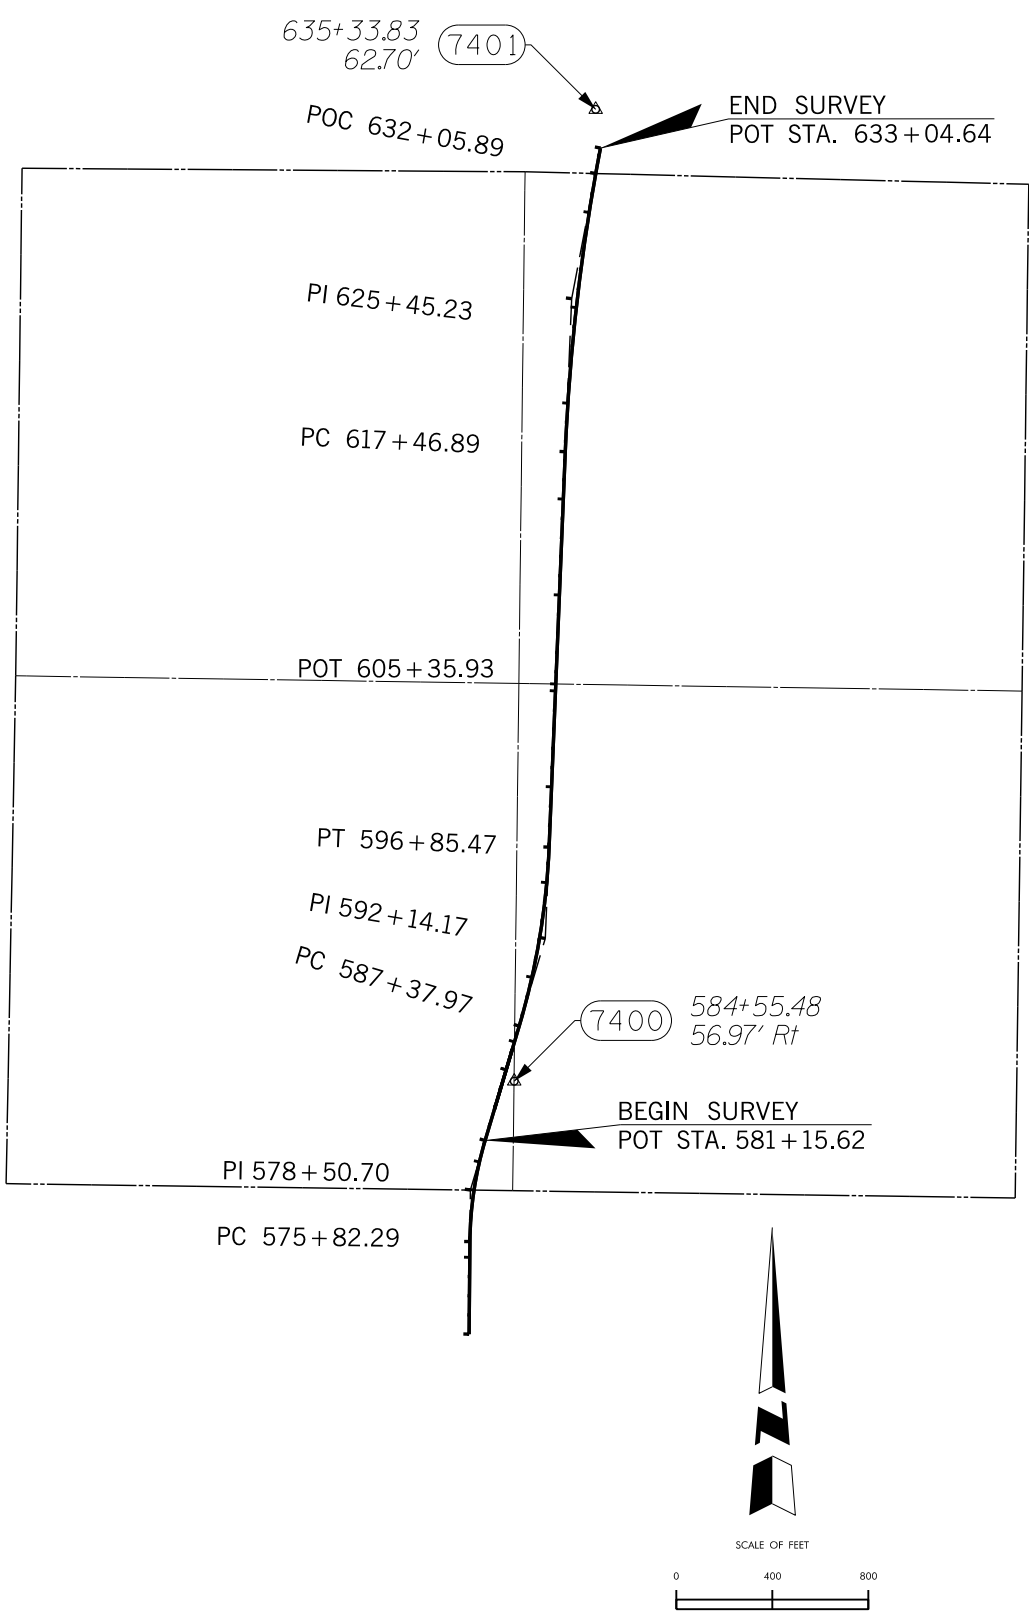 635+33.83
62.70'
7401
END SURVEY
POT STA. 633+04.64
POC 632+05.89
PI 625+45.23
PC 617+46.89
POT 605+35.93
PT 596+85.47
PI 592+14.17
PC 587+37.97
7400
584+55.48
56.97' Rt
BEGIN SURVEY
POT STA. 581+15.62
PI 578+50.70
PC 575+82.29
N
SCALE OF FEET
0 400 800